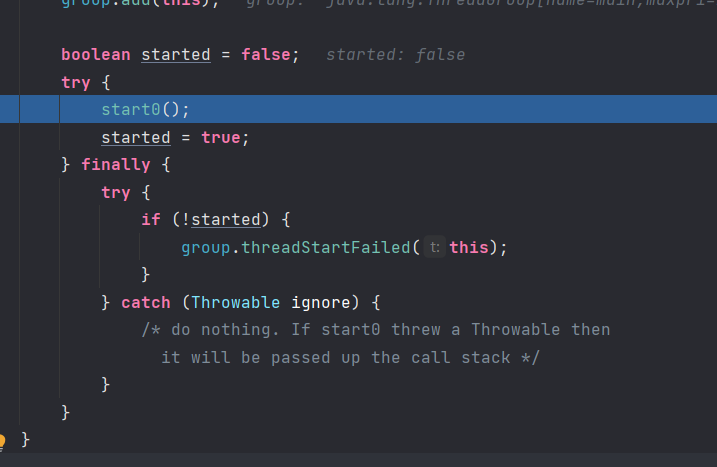 group.add(this);   group: "java.lang.ThreadGroup[name=main,maxpri=
boolean started = false;   started: false
try {
start0();
started = true;
} finally {
try {
if (!started) {
group.threadStartFailed( t: this);
}
} catch (Throwable ignore) {
/* do nothing. If start0 threw a Throwable then
it will be passed up the call stack */
}
}
}